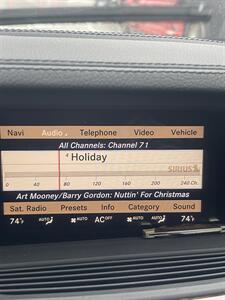 Navi Audio Telephone Video Vehicle
All Channels: Channel 71
4 Holiday
SIRIUS
0 40 80 120 160 200 240 Ch
Art Mooney/Barry Gordon: Nuttin' For Christmas
Sat. Radio Presets Info Category Sound
74°F AUTO AUTO AC OFF AUTO AUTO 74°F